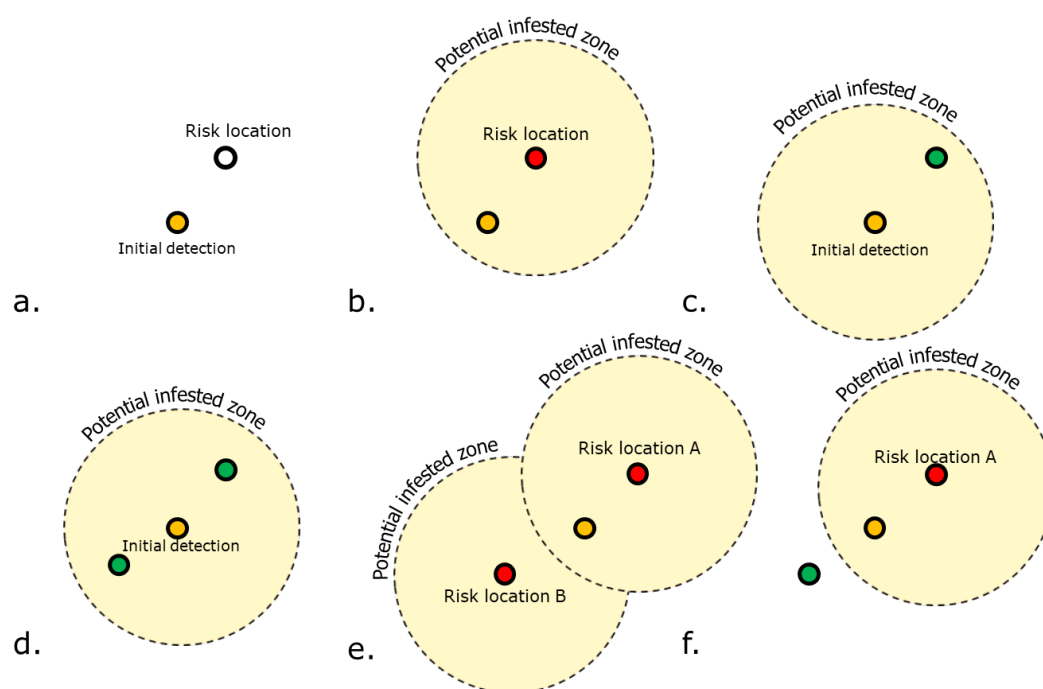 Potential infested zone
Risk location
Initial detection
a.
Risk location
b.
Potential infested zone
Initial detection
c.
Potential infested zone
Initial detection
d.
Potential infested zone
Potential infested zone
Risk location A
Risk location B
e.
Potential infested zone
Risk location A
f.